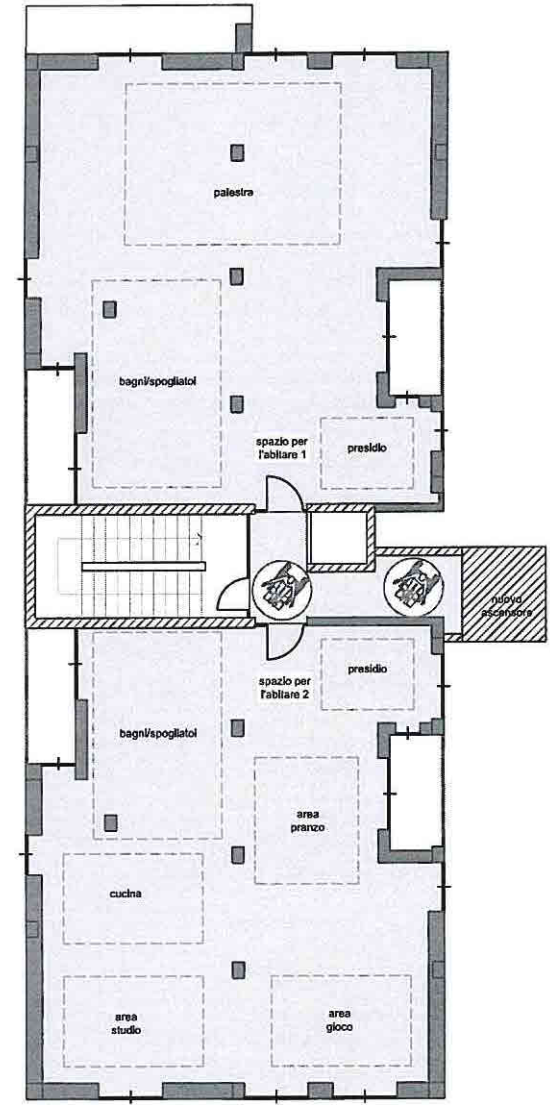 palestra
bagni/spogliatoi
spazio per
l'abitare 1
presidio
nuovo
ascensore
spazio per
l'abitare 2
presidio
bagni/spogliatoi
area
pranzo
cucina
area
studio
area
gioco